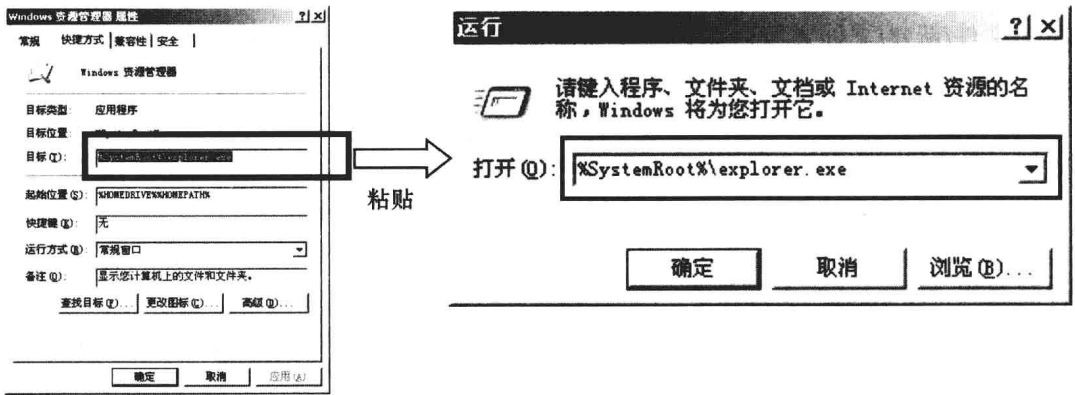 Windows 资源管理器 属性
常规 快捷方式 兼容性 安全
Windows 资源管理器
目标类型: 应用程序
目标位置:
目标(T): %SystemRoot%\explorer.exe
起始位置(S): %HOMEDRIVE%%HOMEPATH%
快捷键(K): 无
运行方式(R): 常规窗口
备注(O): 显示您计算机上的文件和文件夹。
查找目标(F)... 更改图标(C)... 高级(D)...
确定 取消 应用(A)
粘贴
运行
请键入程序、文件夹、文档或 Internet 资源的名
称,Windows 将为您打开它。
打开(O): %SystemRoot%\explorer.exe
确定 取消 浏览(B)...